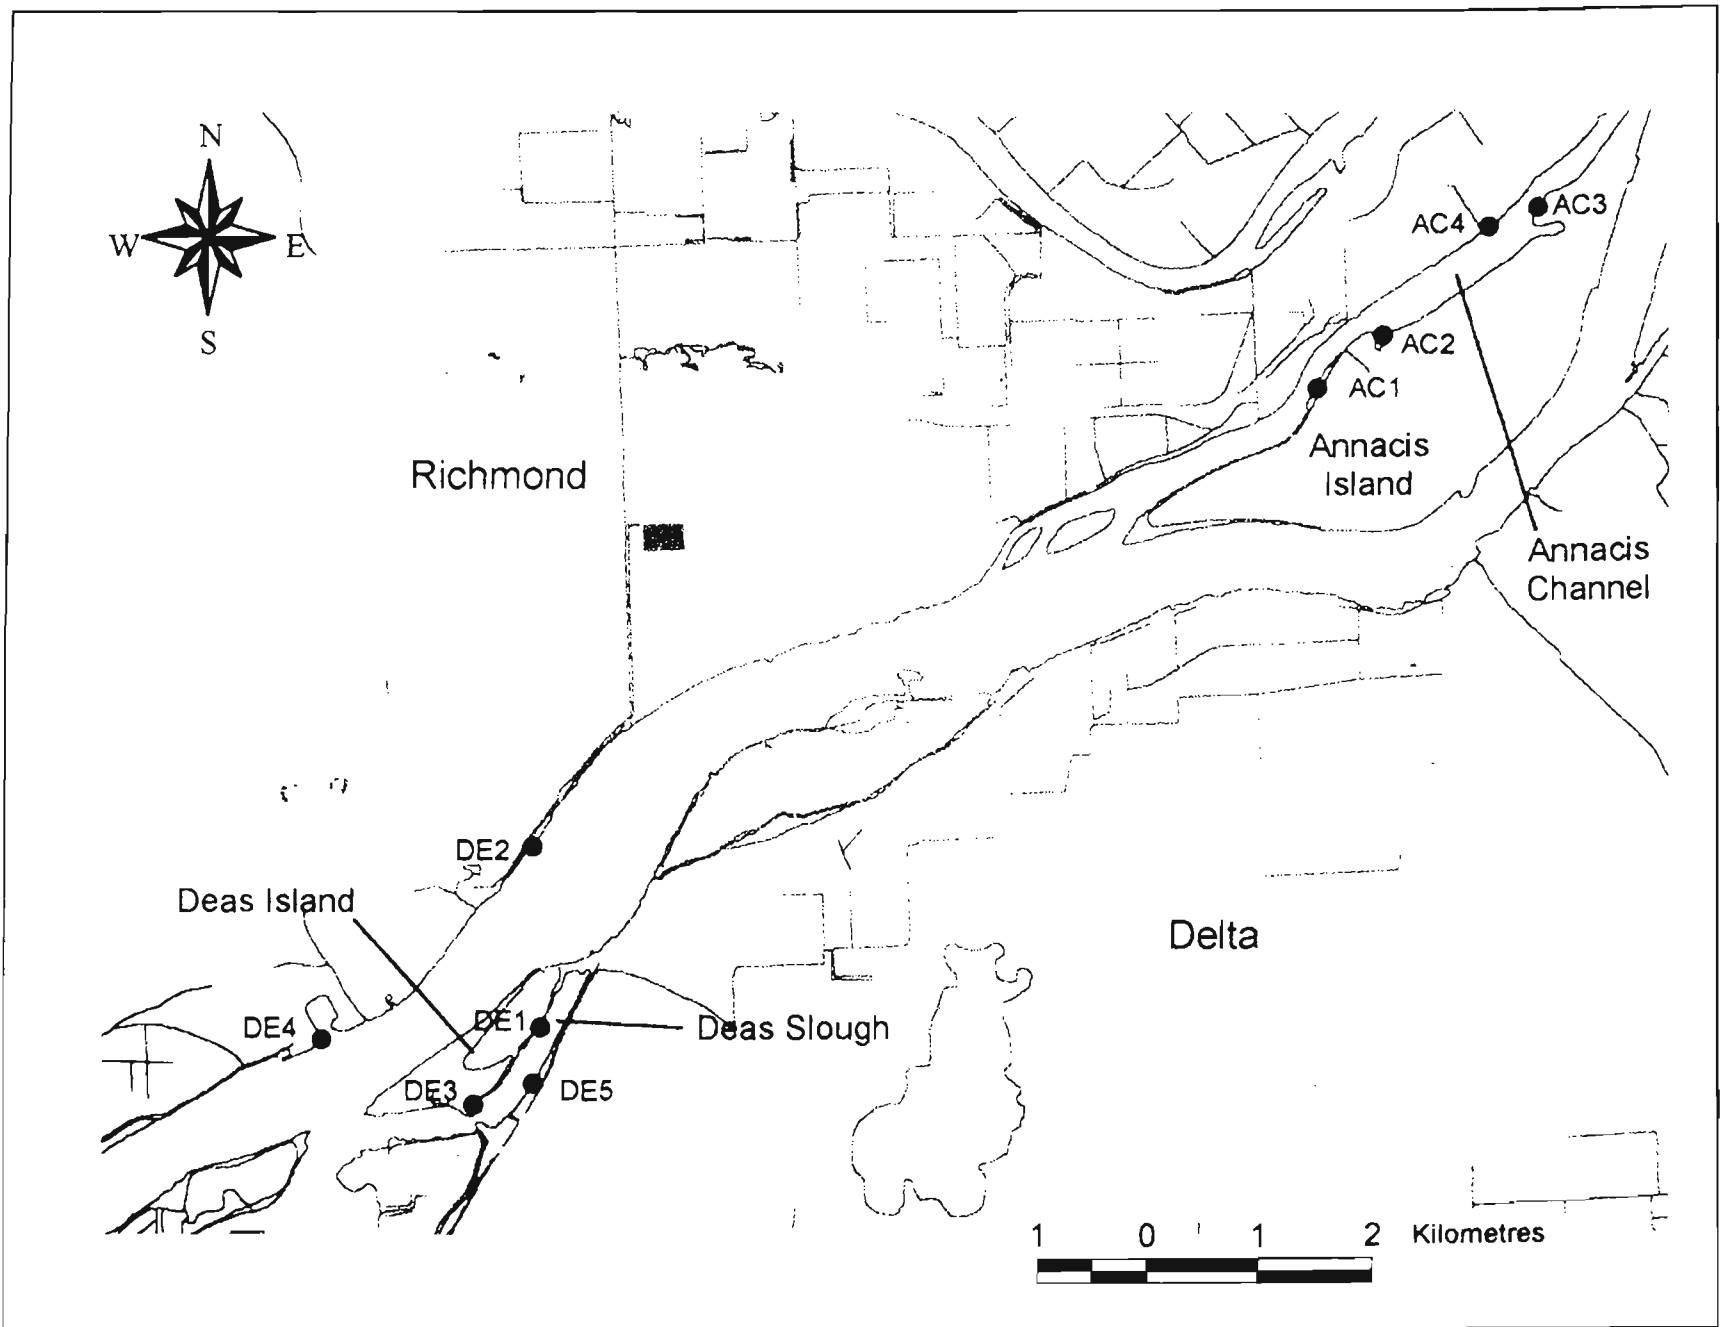 N
W
E
S
AC3
AC4
AC2
AC1
Annacis
Island
Richmond
Annacis
Channel
DE2
Deas Island
Delta
DE1
Deas Slough
DE4
DE3
DE5
1 0 1 2 Kilometres